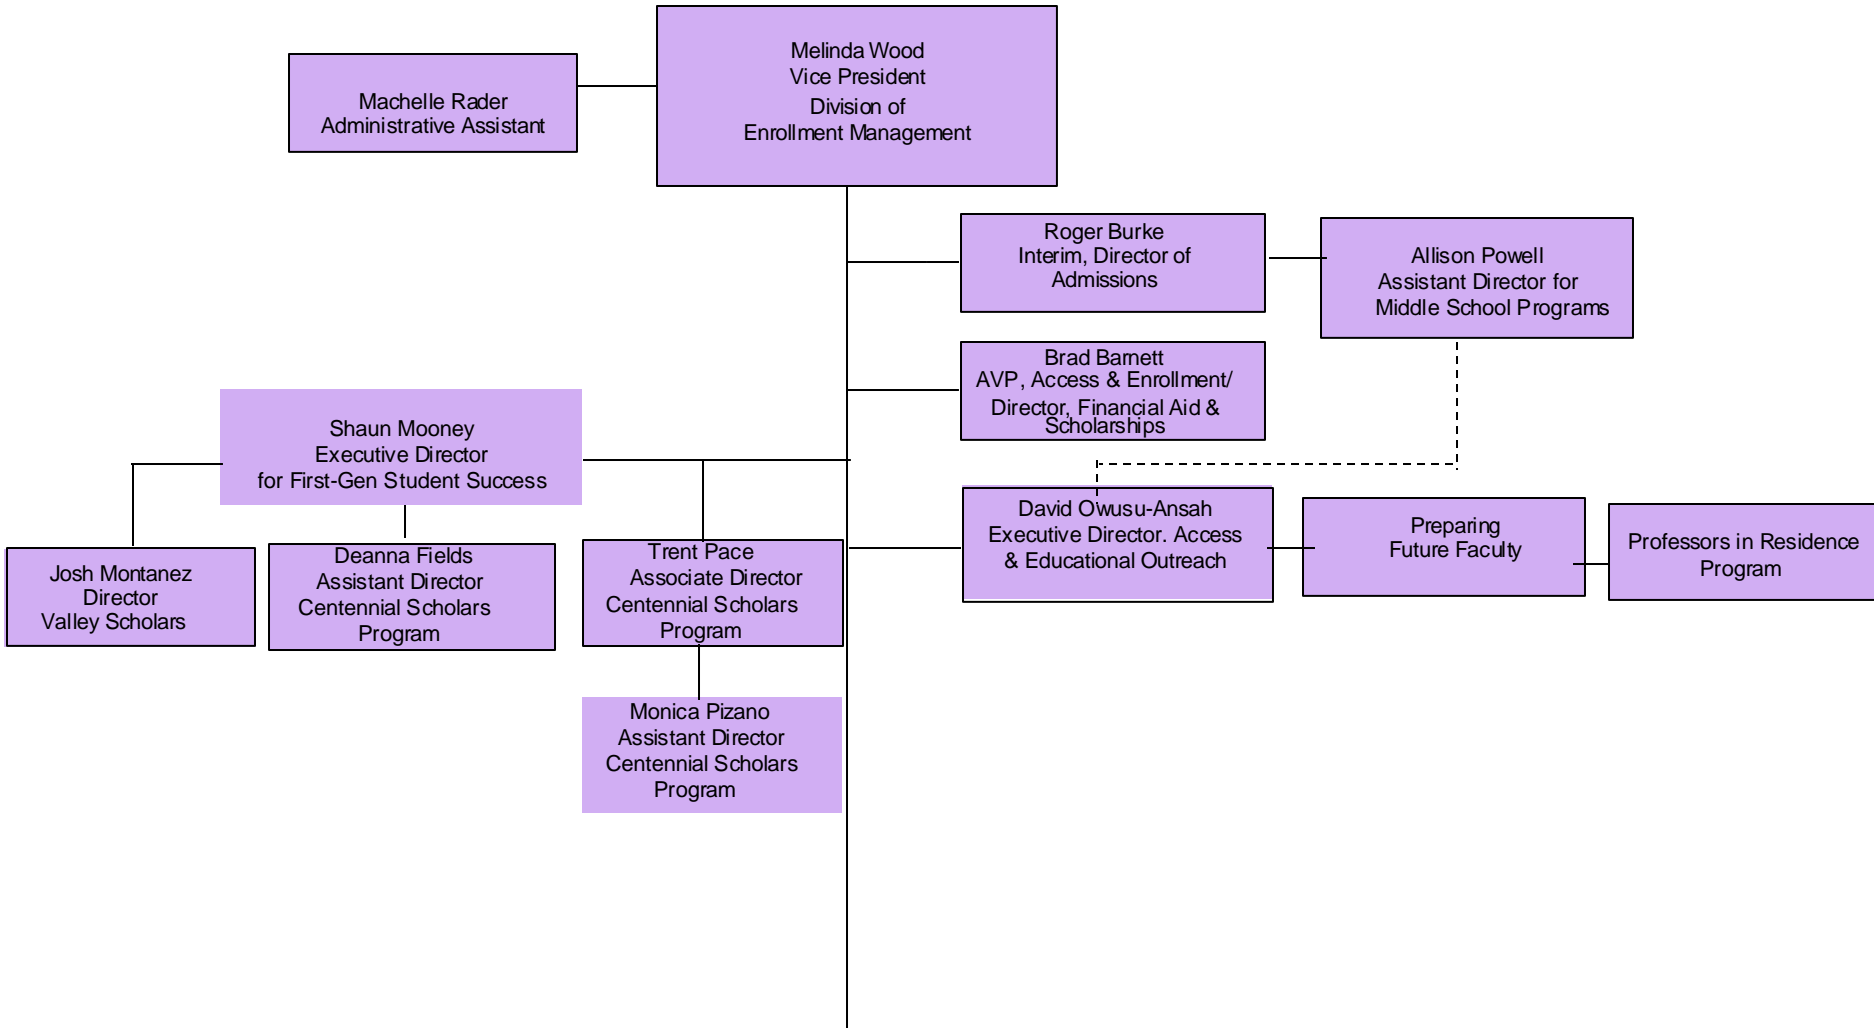 Melinda Wood
Vice President
Division of
Enrollment Management
Machelle Rader
Administrative Assistant
Roger Burke
Interim, Director of
Admissions
Allison Powell
Assistant Director for
Middle School Programs
Brad Barnett
AVP, Access & Enrollment/
Director, Financial Aid &
Scholarships
Shaun Mooney
Executive Director
for First-Gen Student Success
David Owusu-Ansah
Executive Director. Access
& Educational Outreach
Preparing
Future Faculty
Professors in Residence
Program
Josh Montanez
Director
Valley Scholars
Deanna Fields
Assistant Director
Centennial Scholars
Program
Trent Pace
Associate Director
Centennial Scholars
Program
Monica Pizano
Assistant Director
Centennial Scholars
Program